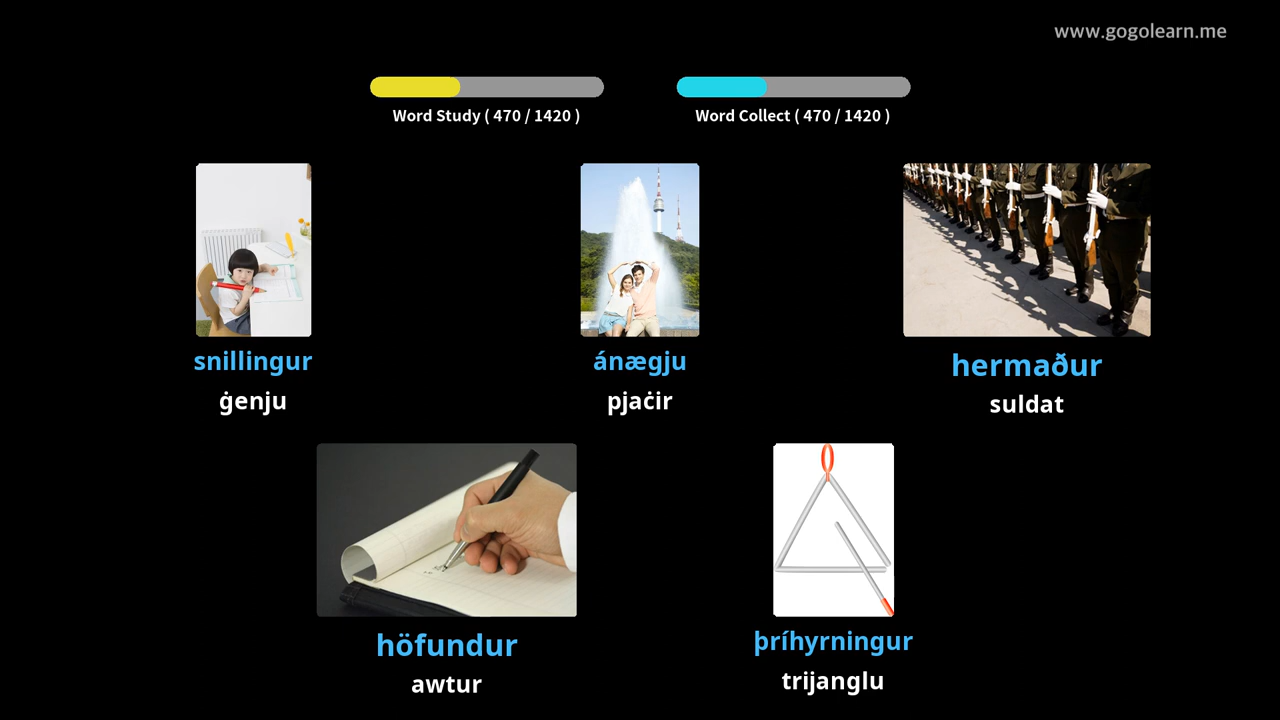 www.gogolearn.me
Word Study ( 470 / 1420 )
Word Collect ( 470 / 1420 )
snillingur
ġenju
ánægju
pjaċir
hermaður
suldat
höfundur
awtur
þríhyrningur
trijanglu